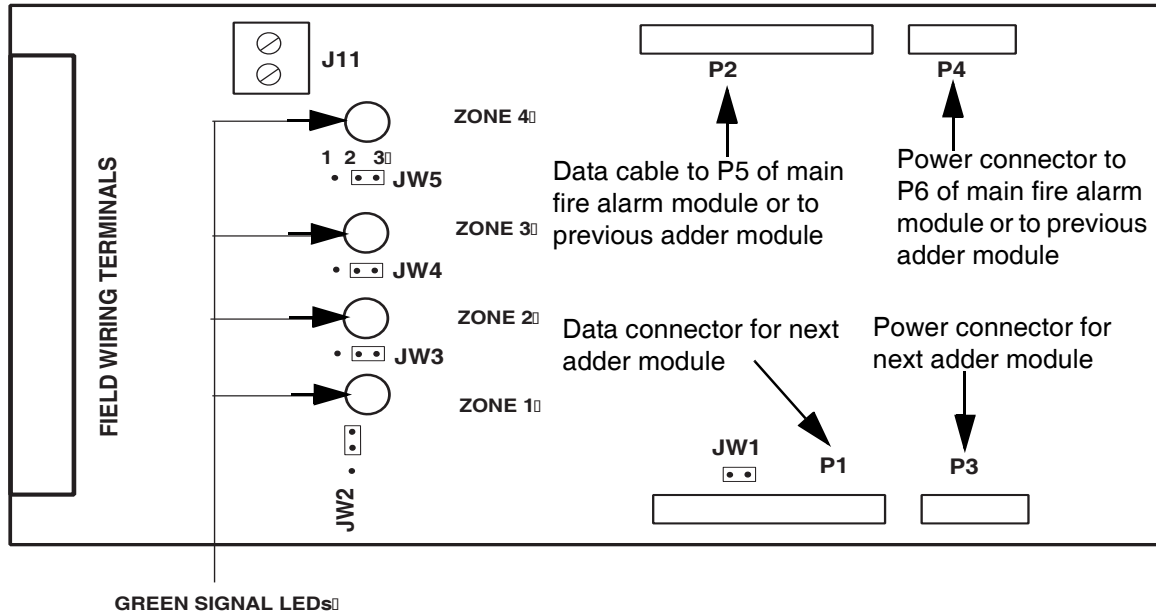 J11
P2
P4
ZONE 4
1 2 3
JW5
Data cable to P5 of main
fire alarm module or to
previous adder module
Power connector to
P6 of main fire alarm
module or to previous
adder module
FIELD WIRING TERMINALS
ZONE 3
JW4
ZONE 2
JW3
Data connector for next
adder module
Power connector for
next adder module
ZONE 1
JW1
P1
P3
JW2
GREEN SIGNAL LEDs